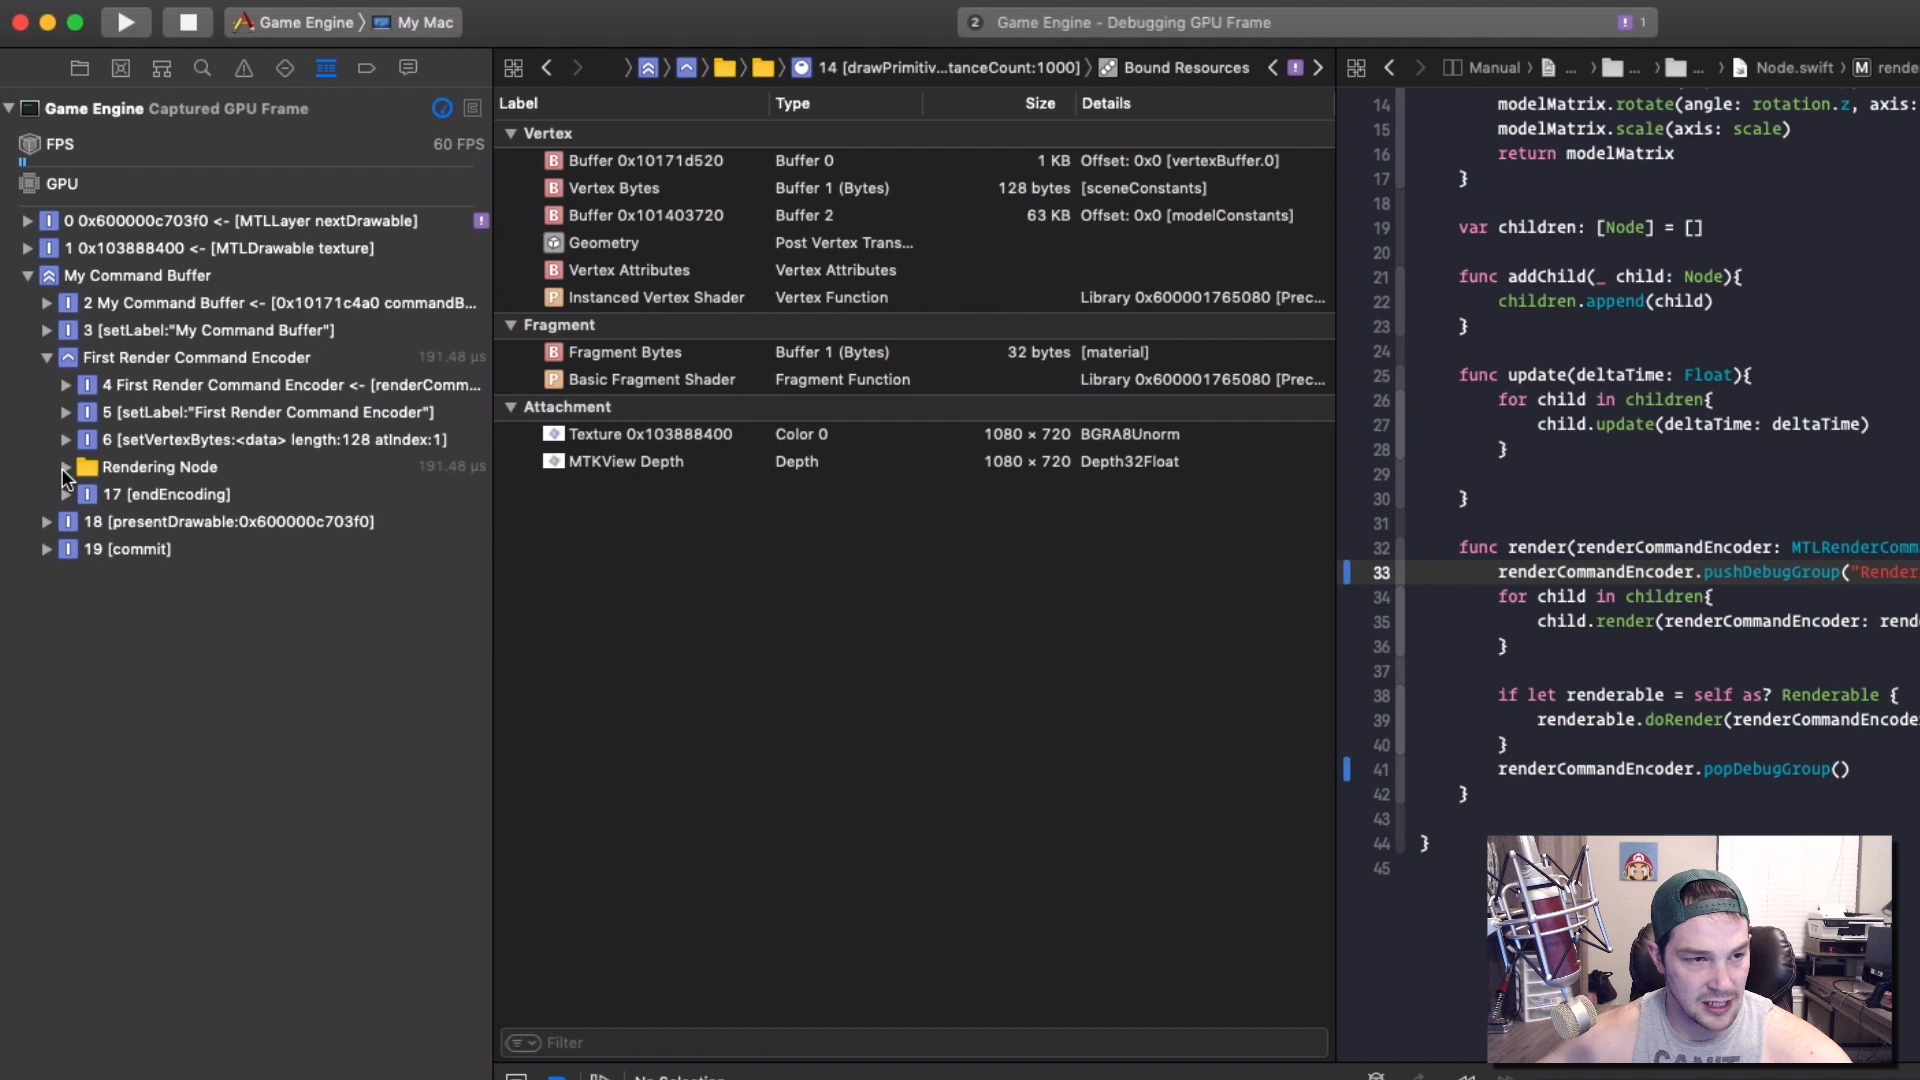 Game Engine 〉 My Mac
2 Game Engine - Debugging GPU Frame 1
14 [drawPrimitiv...tanceCount:1000] 〉 Bound Resources
Manual 〉 ... 〉 ... 〉 ... 〉 Node.swift 〉 M rende
Game Engine Captured GPU Frame
FPS 60 FPS
GPU
0 0x600000c703f0 <- [MTLLayer nextDrawable]
1 0x103888400 <- [MTLDrawable texture]
My Command Buffer
2 My Command Buffer <- [0x10171c4a0 commandB...
3 [setLabel:"My Command Buffer"]
First Render Command Encoder 191.48 µs
4 First Render Command Encoder <- [renderComm...
5 [setLabel:"First Render Command Encoder"]
6 [setVertexBytes:<data> length:128 atIndex:1]
Rendering Node 191.48 µs
17 [endEncoding]
18 [presentDrawable:0x600000c703f0]
19 [commit]
Label Type Size Details
Vertex
B Buffer 0x10171d520 Buffer 0 1 KB Offset: 0x0 [vertexBuffer.0]
B Vertex Bytes Buffer 1 (Bytes) 128 bytes [sceneConstants]
B Buffer 0x101403720 Buffer 2 63 KB Offset: 0x0 [modelConstants]
Geometry Post Vertex Trans...
B Vertex Attributes Vertex Attributes
P Instanced Vertex Shader Vertex Function Library 0x600001765080 [Prec...
Fragment
B Fragment Bytes Buffer 1 (Bytes) 32 bytes [material]
P Basic Fragment Shader Fragment Function Library 0x600001765080 [Prec...
Attachment
Texture 0x103888400 Color 0 1080 × 720 BGRA8Unorm
MTKView Depth Depth 1080 × 720 Depth32Float
Filter
14 modelMatrix.rotate(angle: rotation.z, axis:
15 modelMatrix.scale(axis: scale)
16 return modelMatrix
17 }
18
19 var children: [Node] = []
20
21 func addChild(_ child: Node){
22 children.append(child)
23 }
24
25 func update(deltaTime: Float){
26 for child in children{
27 child.update(deltaTime: deltaTime)
28 }
29
30 }
31
32 func render(renderCommandEncoder: MTLRenderComma
33 renderCommandEncoder.pushDebugGroup("Render
34 for child in children{
35 child.render(renderCommandEncoder: rend
36 }
37
38 if let renderable = self as? Renderable {
39 renderable.doRender(renderCommandEncode
40 }
41 renderCommandEncoder.popDebugGroup()
42 }
43
44 }
45